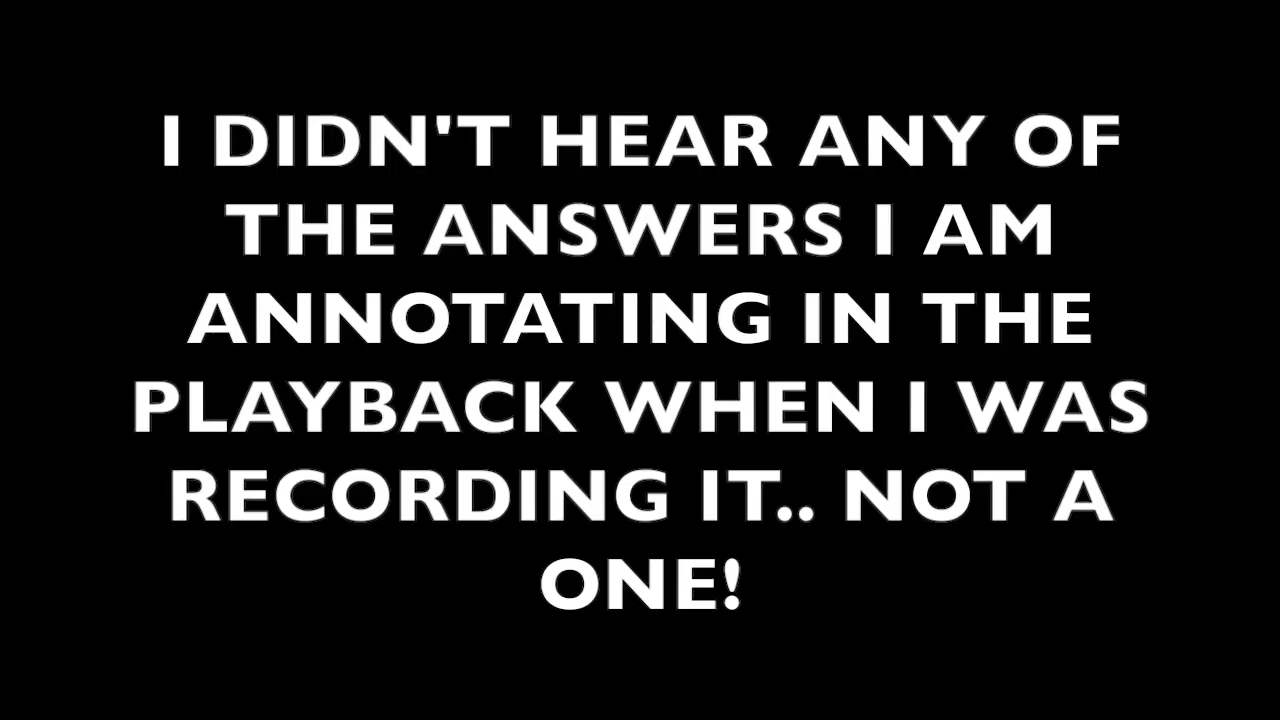 I DIDN'T HEAR ANY OF
THE ANSWERS I AM
ANNOTATING IN THE
PLAYBACK WHEN I WAS
RECORDING IT.. NOT A
ONE!